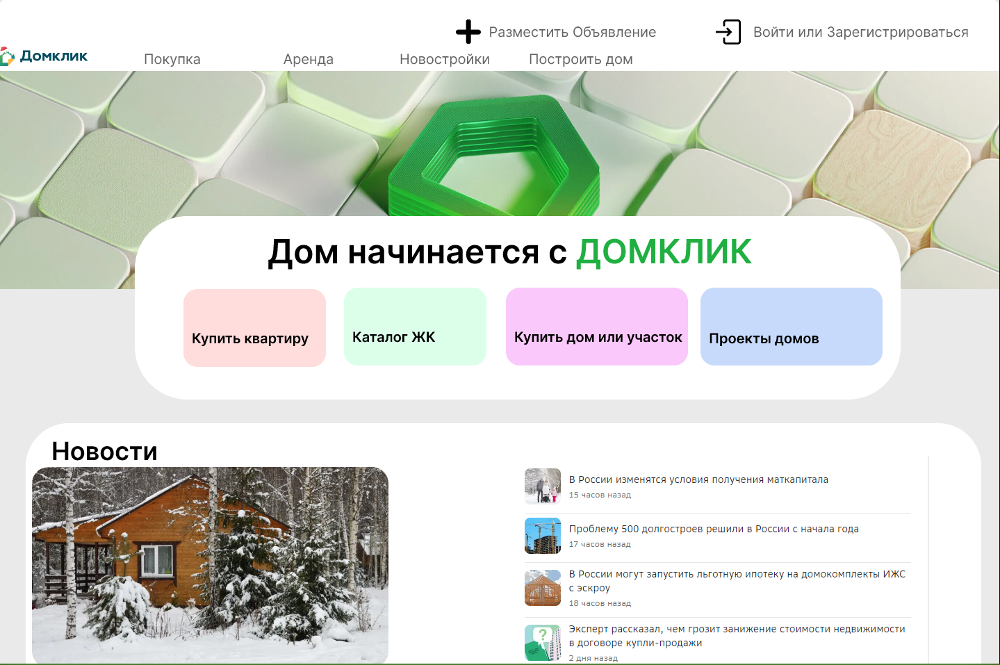 Разместить Объявление
Войти или Зарегистрироваться
Домклик
Покупка
Аренда
Новостройки
Построить дом
Дом начинается с ДОМКЛИК
Купить квартиру
Каталог ЖК
Купить дом или участок
Проекты домов
Новости
В России изменятся условия получения маткапитала
15 часов назад
Проблему 500 долгостроев решили в России с начала года
17 часов назад
В России могут запустить льготную ипотеку на домокомплекты ИЖС
с эскроу
18 часов назад
Эксперт рассказал, чем грозит занижение стоимости недвижимости
в договоре купли-продажи
2 дня назад